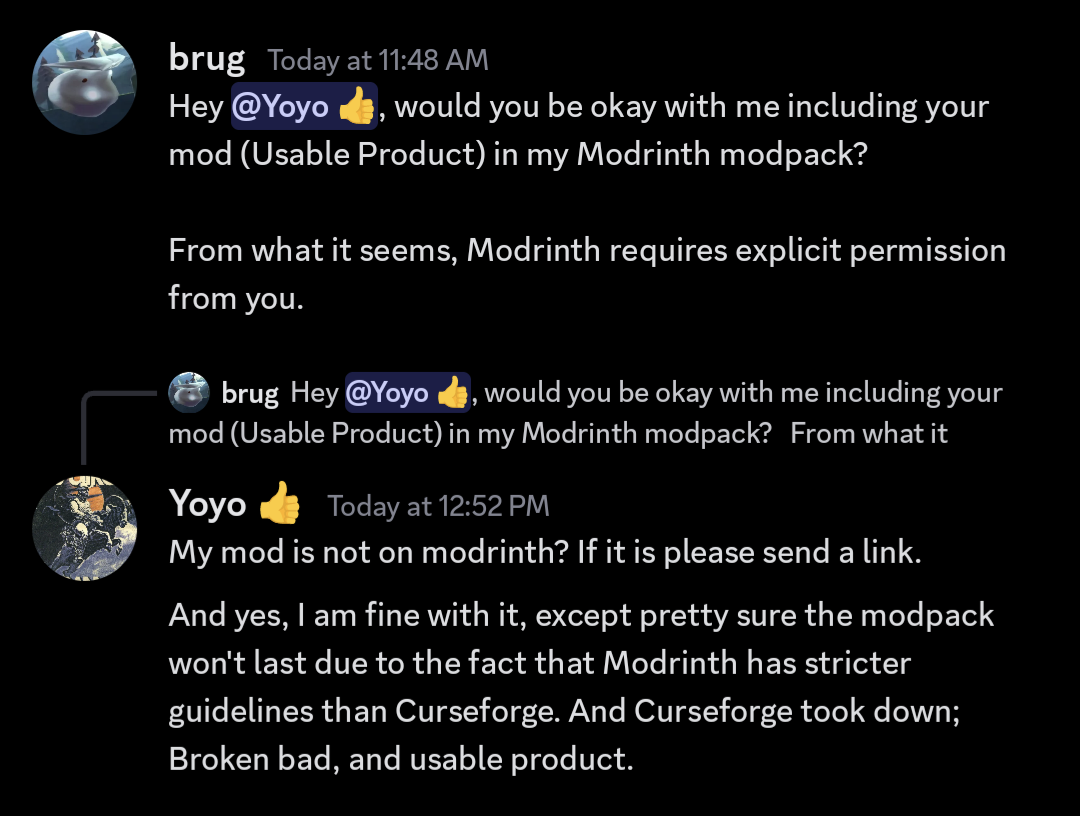 brug Today at 11:48 AM
Hey @Yoyo 👍, would you be okay with me including your
mod (Usable Product) in my Modrinth modpack?
From what it seems, Modrinth requires explicit permission
from you.
brug Hey @Yoyo 👍, would you be okay with me including your
mod (Usable Product) in my Modrinth modpack? From what it
Yoyo 👍 Today at 12:52 PM
My mod is not on modrinth? If it is please send a link.
And yes, I am fine with it, except pretty sure the modpack
won't last due to the fact that Modrinth has stricter
guidelines than Curseforge. And Curseforge took down;
Broken bad, and usable product.